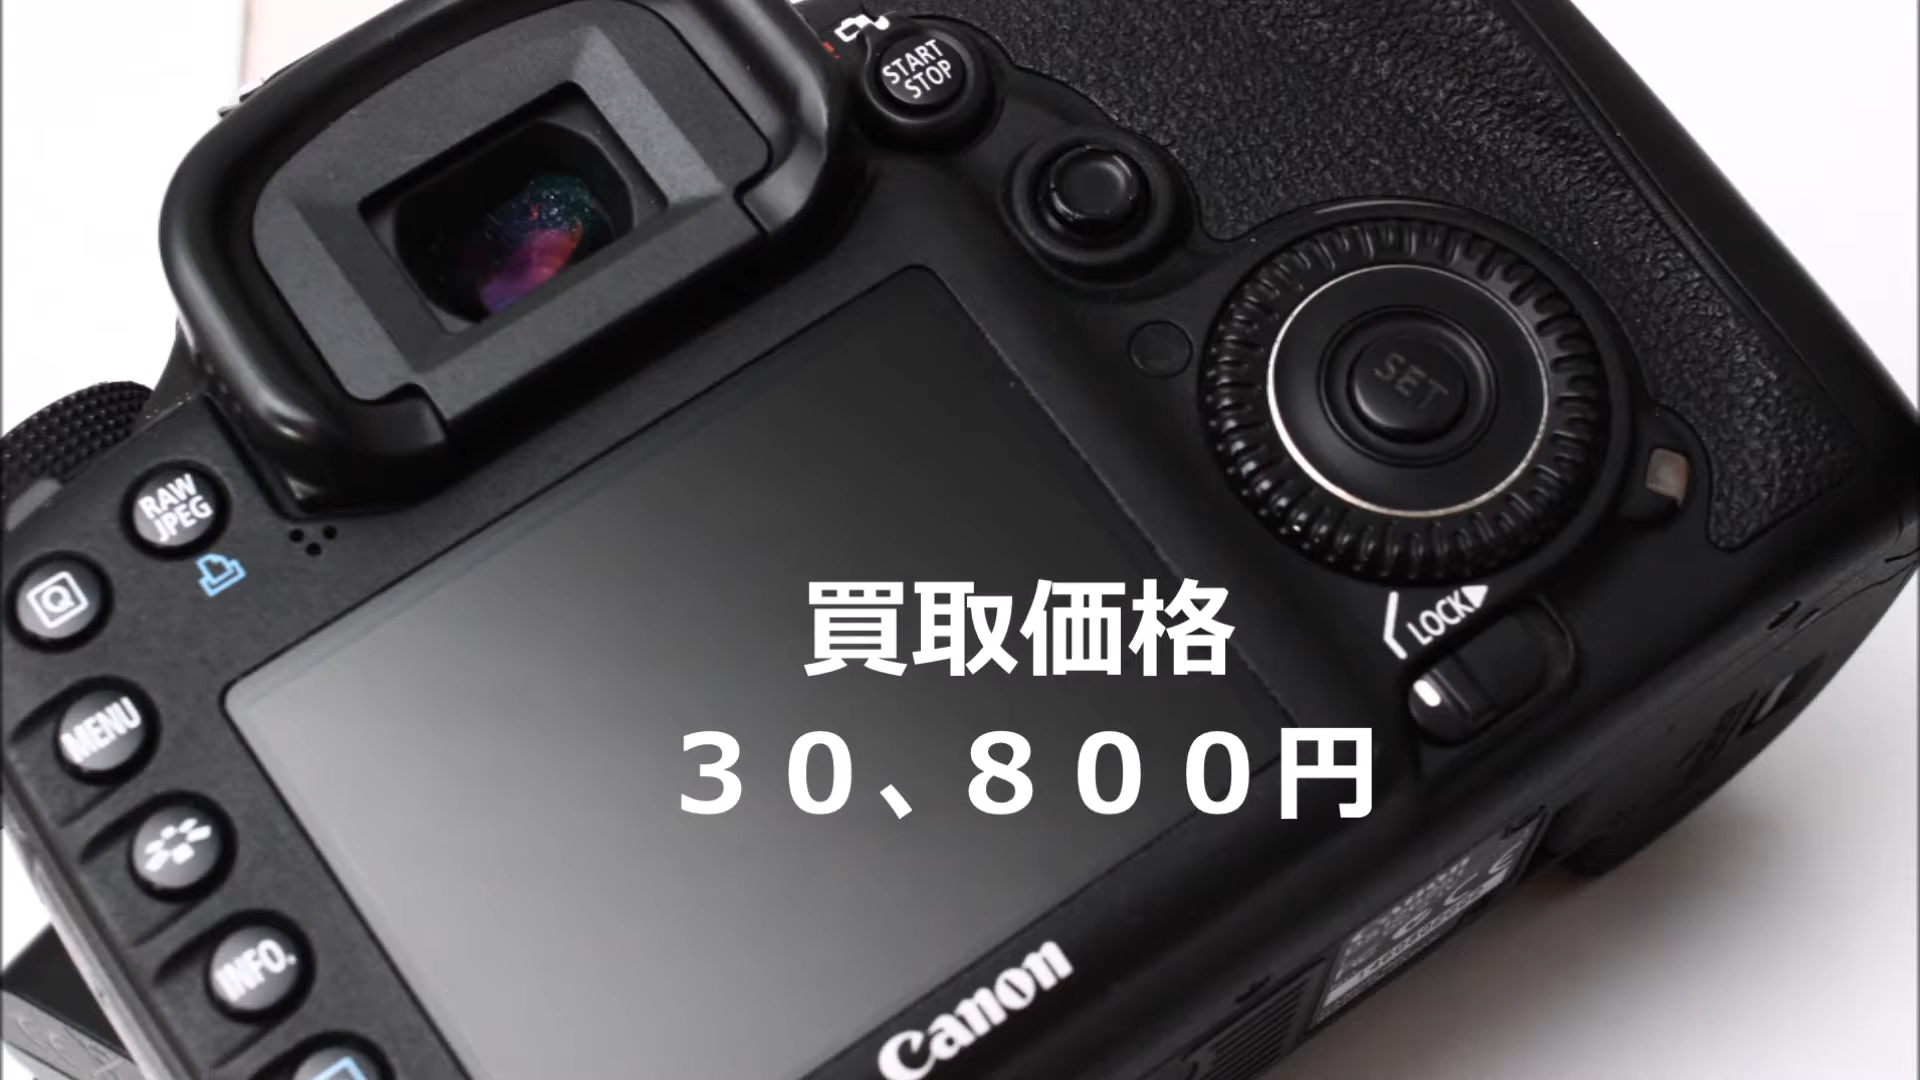 START
STOP
SET
RAW
JPEG
Q
LOCK
買取価格
３０、８００円
MENU
INFO.
Canon